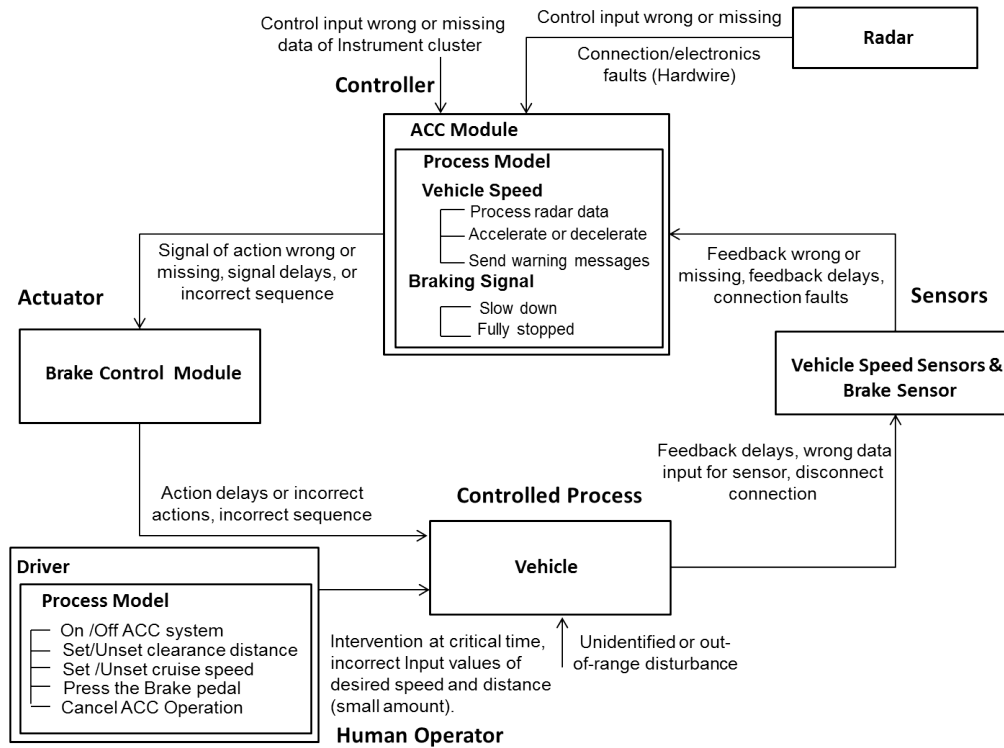 Control input wrong or missing
data of Instrument cluster
Control input wrong or missing
Connection/electronics
faults (Hardwire)
Radar
Controller
ACC Module
Process Model
Vehicle Speed
Process radar data
Accelerate or decelerate
Send warning messages
Braking Signal
Slow down
Fully stopped
Signal of action wrong or
missing, signal delays, or
incorrect sequence
Actuator
Brake Control Module
Feedback wrong or
missing, feedback delays,
connection faults
Sensors
Vehicle Speed Sensors &
Brake Sensor
Feedback delays, wrong data
input for sensor, disconnect
connection
Action delays or incorrect
actions, incorrect sequence
Controlled Process
Vehicle
Driver
Process Model
On /Off ACC system
Set/Unset clearance distance
Set /Unset cruise speed
Press the Brake pedal
Cancel ACC Operation
Intervention at critical time,
incorrect Input values of
desired speed and distance
(small amount).
Unidentified or out-
of-range disturbance
Human Operator